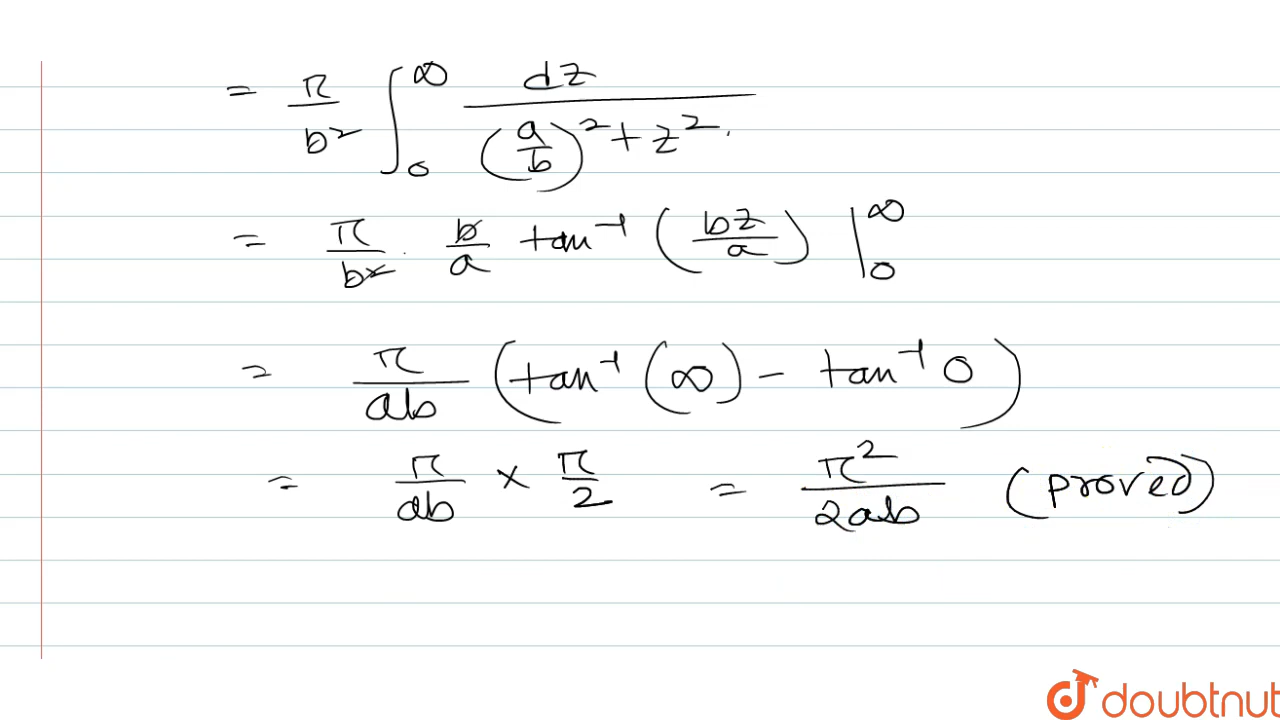 = π/b² ∫₀^∞ dz/((a/b)² + z²)
= π/b² · b/a tan⁻¹ (bz/a) |₀^∞
= π/ab (tan⁻¹ (∞) − tan⁻¹ 0)
= π/ab × π/2 = π²/2ab (proved)
doubtnut